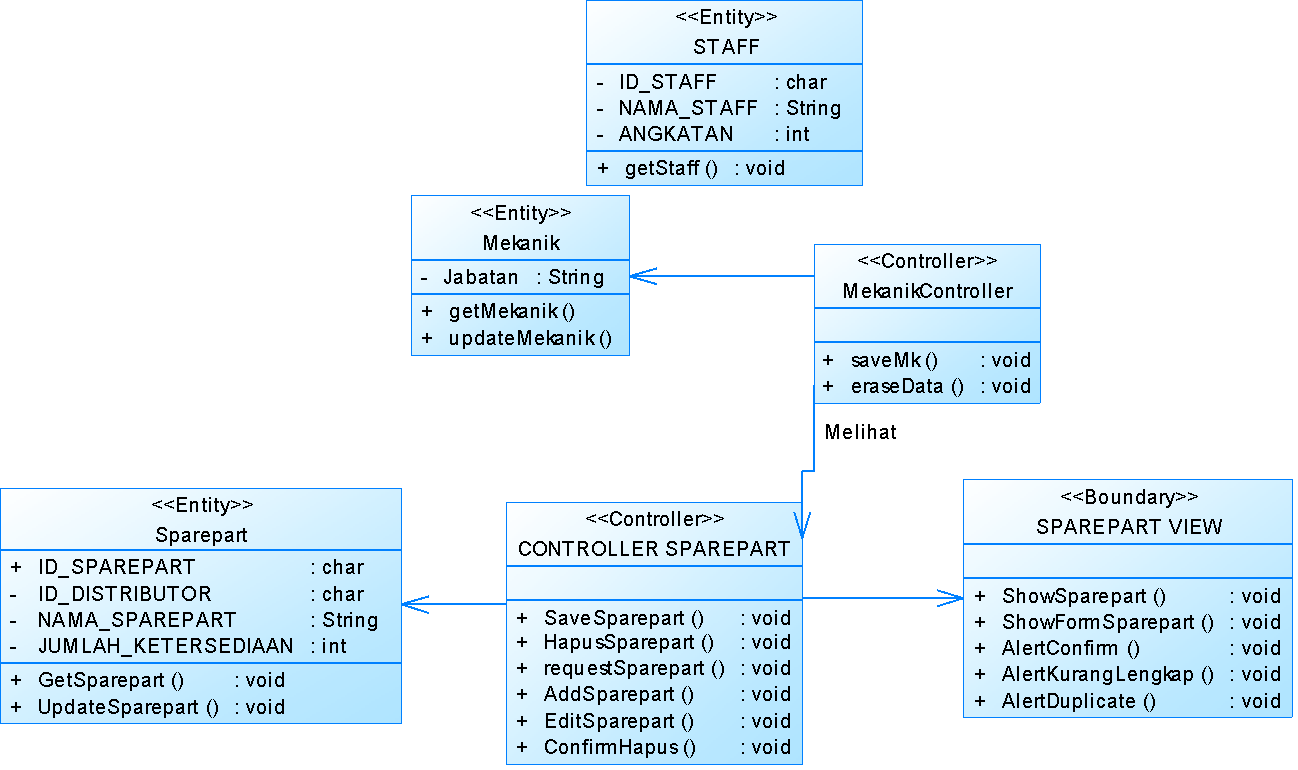 <<Entity>>
STAFF
- ID_STAFF : char
- NAMA_STAFF : String
- ANGKATAN : int
+ getStaff () : void
<<Entity>>
Mekanik
- Jabatan : String
+ getMekanik ()
+ updateMekanik ()
<<Controller>>
MekanikController
+ saveMk () : void
+ eraseData () : void
Melihat
<<Entity>>
Sparepart
+ ID_SPAREPART : char
- ID_DISTRIBUTOR : char
- NAMA_SPAREPART : String
- JUMLAH_KETERSEDIAAN : int
+ GetSparepart () : void
+ UpdateSparepart () : void
<<Controller>>
CONTROLLER SPAREPART
+ SaveSparepart () : void
+ HapusSparepart () : void
+ requestSparepart () : void
+ AddSparepart () : void
+ EditSparepart () : void
+ ConfirmHapus () : void
<<Boundary>>
SPAREPART VIEW
+ ShowSparepart () : void
+ ShowFormSparepart () : void
+ AlertConfirm () : void
+ AlertKurangLengkap () : void
+ AlertDuplicate () : void